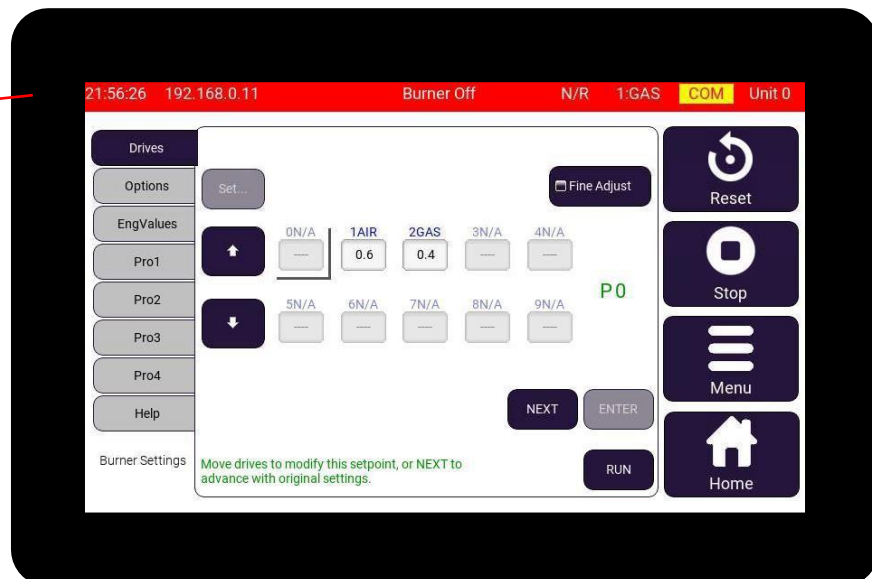 21:56:26 192.168.0.11 Burner Off N/R 1:GAS COM Unit 0
Drives
Options
EngValues
Pro1
Pro2
Pro3
Pro4
Help
Burner Settings
Set...
Fine Adjust
0N/A 1AIR 2GAS 3N/A 4N/A
---- 0.6 0.4 ---- ----
P0
5N/A 6N/A 7N/A 8N/A 9N/A
---- ---- ---- ---- ----
NEXT ENTER
Move drives to modify this setpoint, or NEXT to
advance with original settings.
RUN
Reset
Stop
Menu
Home